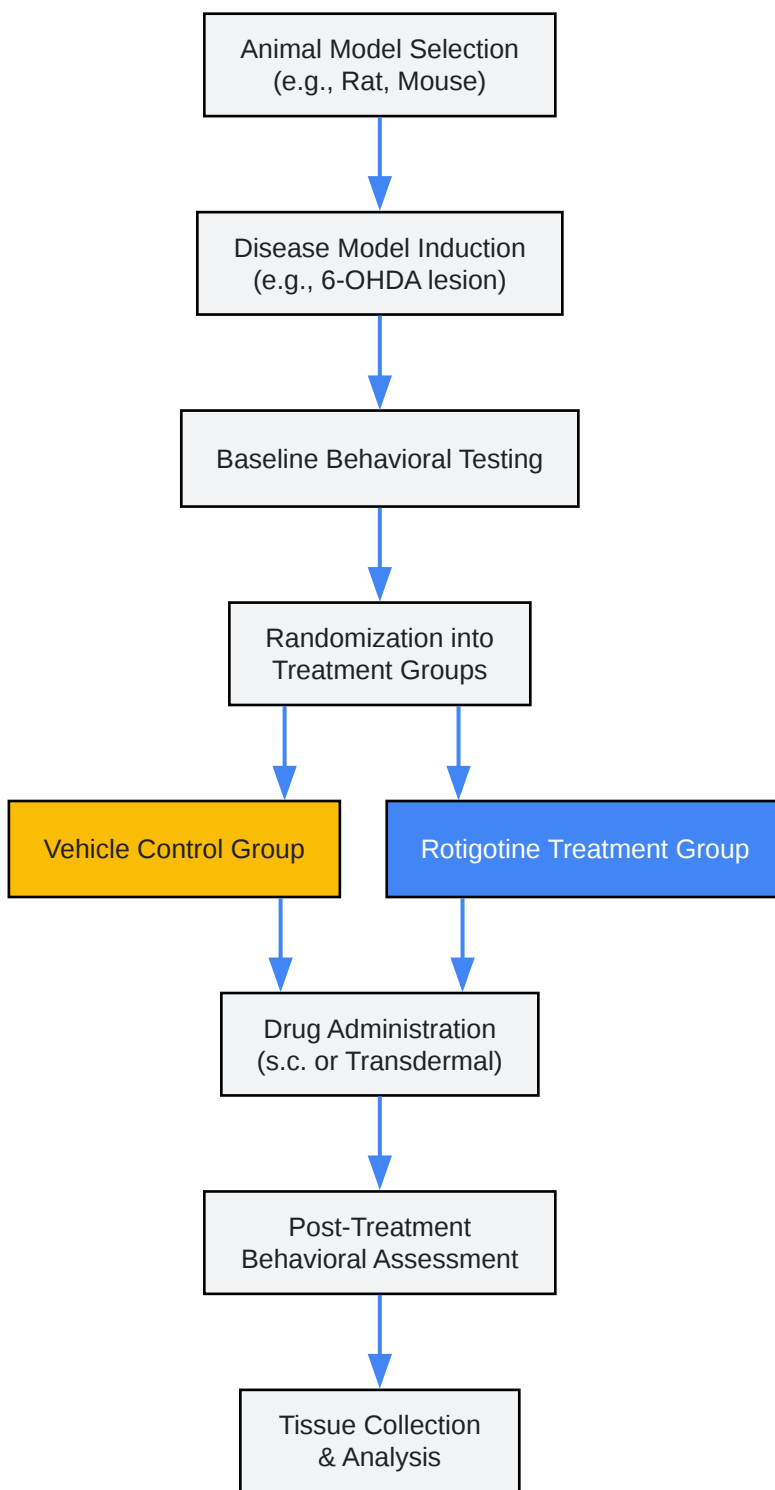 Animal Model Selection
(e.g., Rat, Mouse)
Disease Model Induction
(e.g., 6-OHDA lesion)
Baseline Behavioral Testing
Randomization into
Treatment Groups
Vehicle Control Group
Rotigotine Treatment Group
Drug Administration
(s.c. or Transdermal)
Post-Treatment
Behavioral Assessment
Tissue Collection
& Analysis